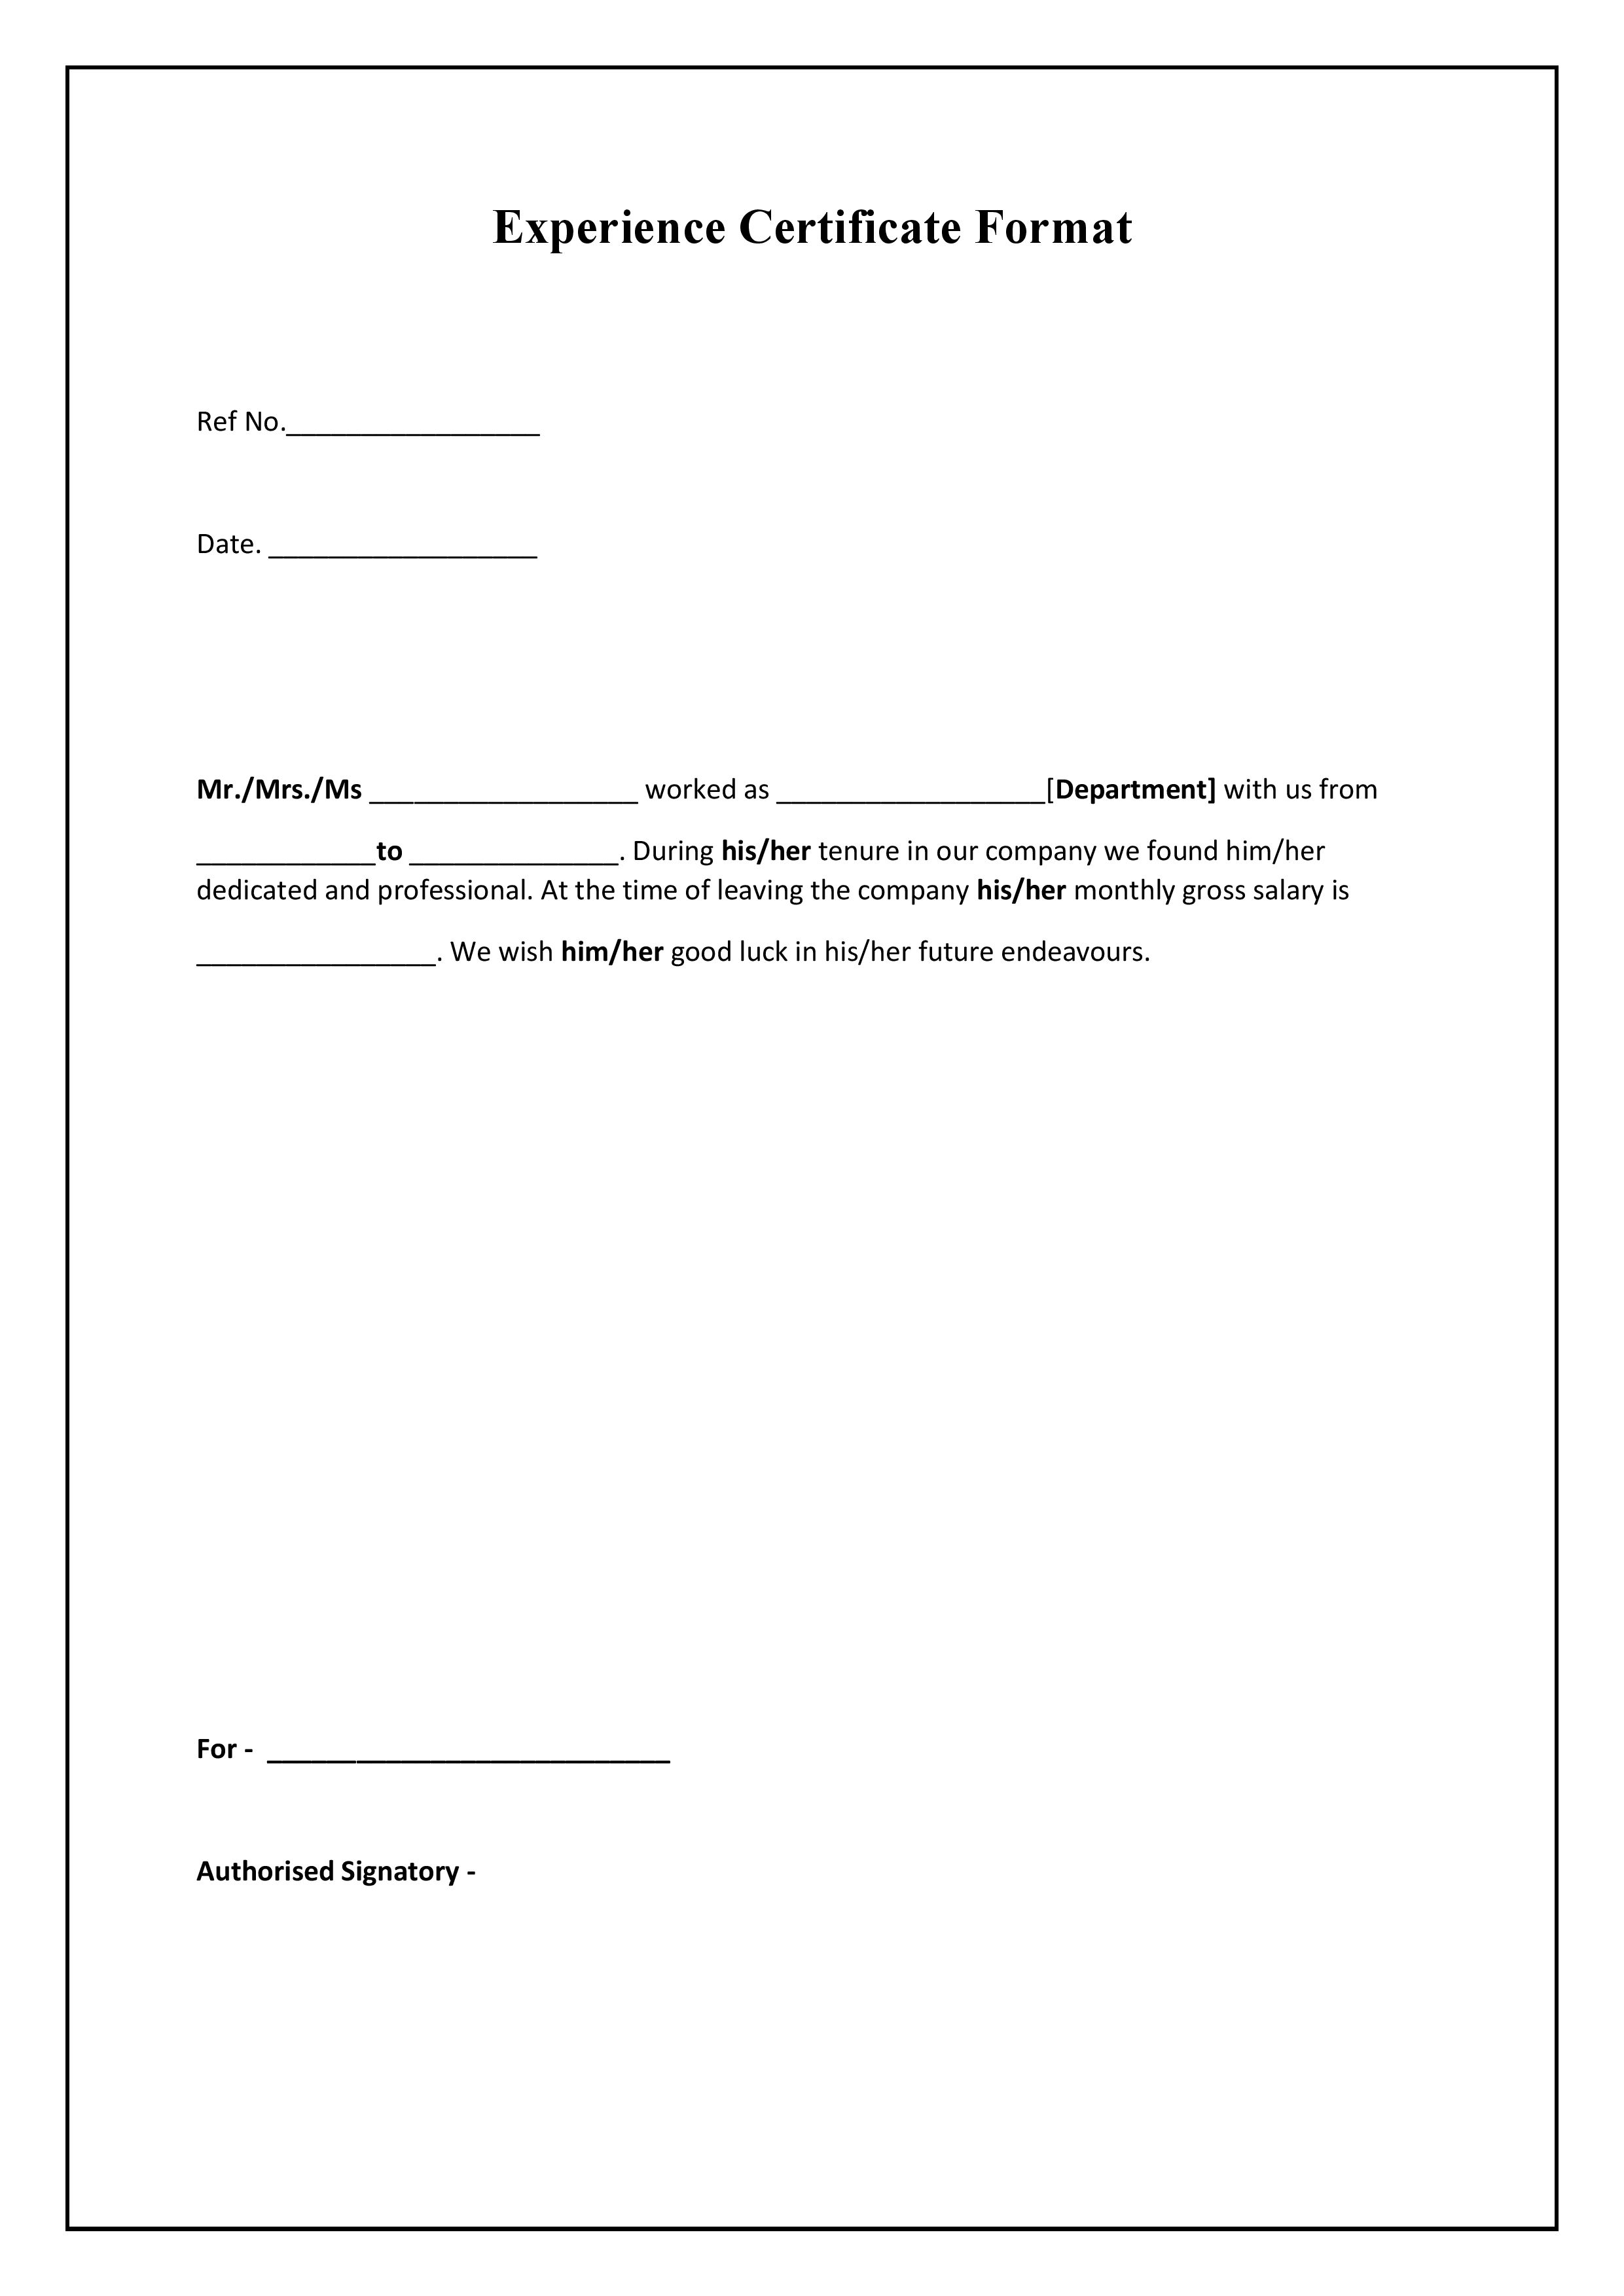 Experience Certificate Format
Ref No._________________
Date. __________________
Mr./Mrs./Ms __________________ worked as __________________[Department] with us from
____________to ______________. During his/her tenure in our company we found him/her
dedicated and professional. At the time of leaving the company his/her monthly gross salary is
________________. We wish him/her good luck in his/her future endeavours.
For - ___________________________
Authorised Signatory -